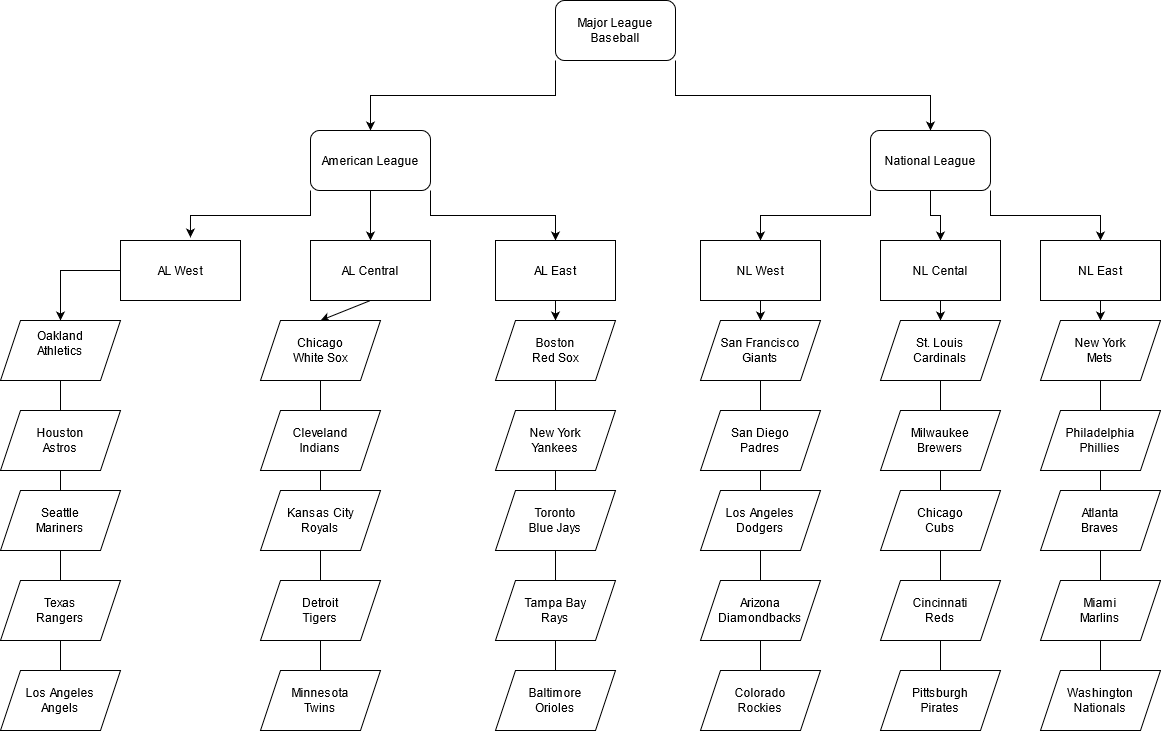 Major League
Baseball
American League
National League
AL West
AL Central
AL East
NL West
NL Cental
NL East
Oakland
Athletics
Chicago
White Sox
Boston
Red Sox
San Francisco
Giants
St. Louis
Cardinals
New York
Mets
Houston
Astros
Cleveland
Indians
New York
Yankees
San Diego
Padres
Milwaukee
Brewers
Philadelphia
Phillies
Seattle
Mariners
Kansas City
Royals
Toronto
Blue Jays
Los Angeles
Dodgers
Chicago
Cubs
Atlanta
Braves
Texas
Rangers
Detroit
Tigers
Tampa Bay
Rays
Arizona
Diamondbacks
Cincinnati
Reds
Miami
Marlins
Los Angeles
Angels
Minnesota
Twins
Baltimore
Orioles
Colorado
Rockies
Pittsburgh
Pirates
Washington
Nationals